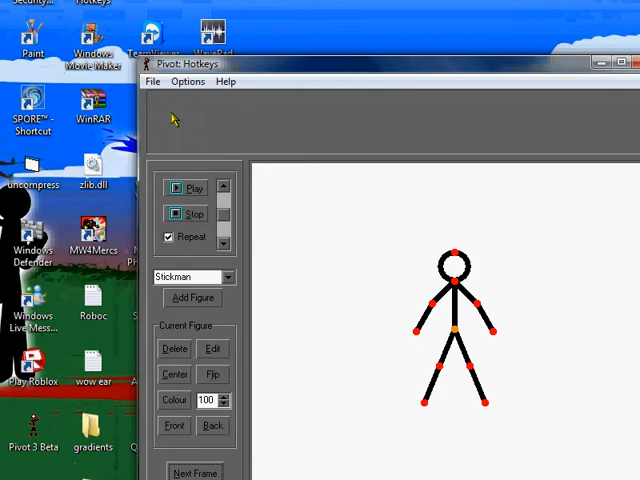 Security...
Hotkeys
Paint
Windows
Movie Maker
TeamViewer
WavePad
Pivot: Hotkeys
File Options Help
SPORE™ -
Shortcut
WinRAR
uncompress
zlib.dll
Play
Stop
Repeat
Windows
Defender
MW4Mercs
Stickman
Add Figure
Windows
Live Mess...
Roboc
Current Figure
Delete Edit
Center Flip
Colour 100
Front Back
Play Roblox
wow ear
Pivot 3 Beta
gradients
Next Frame